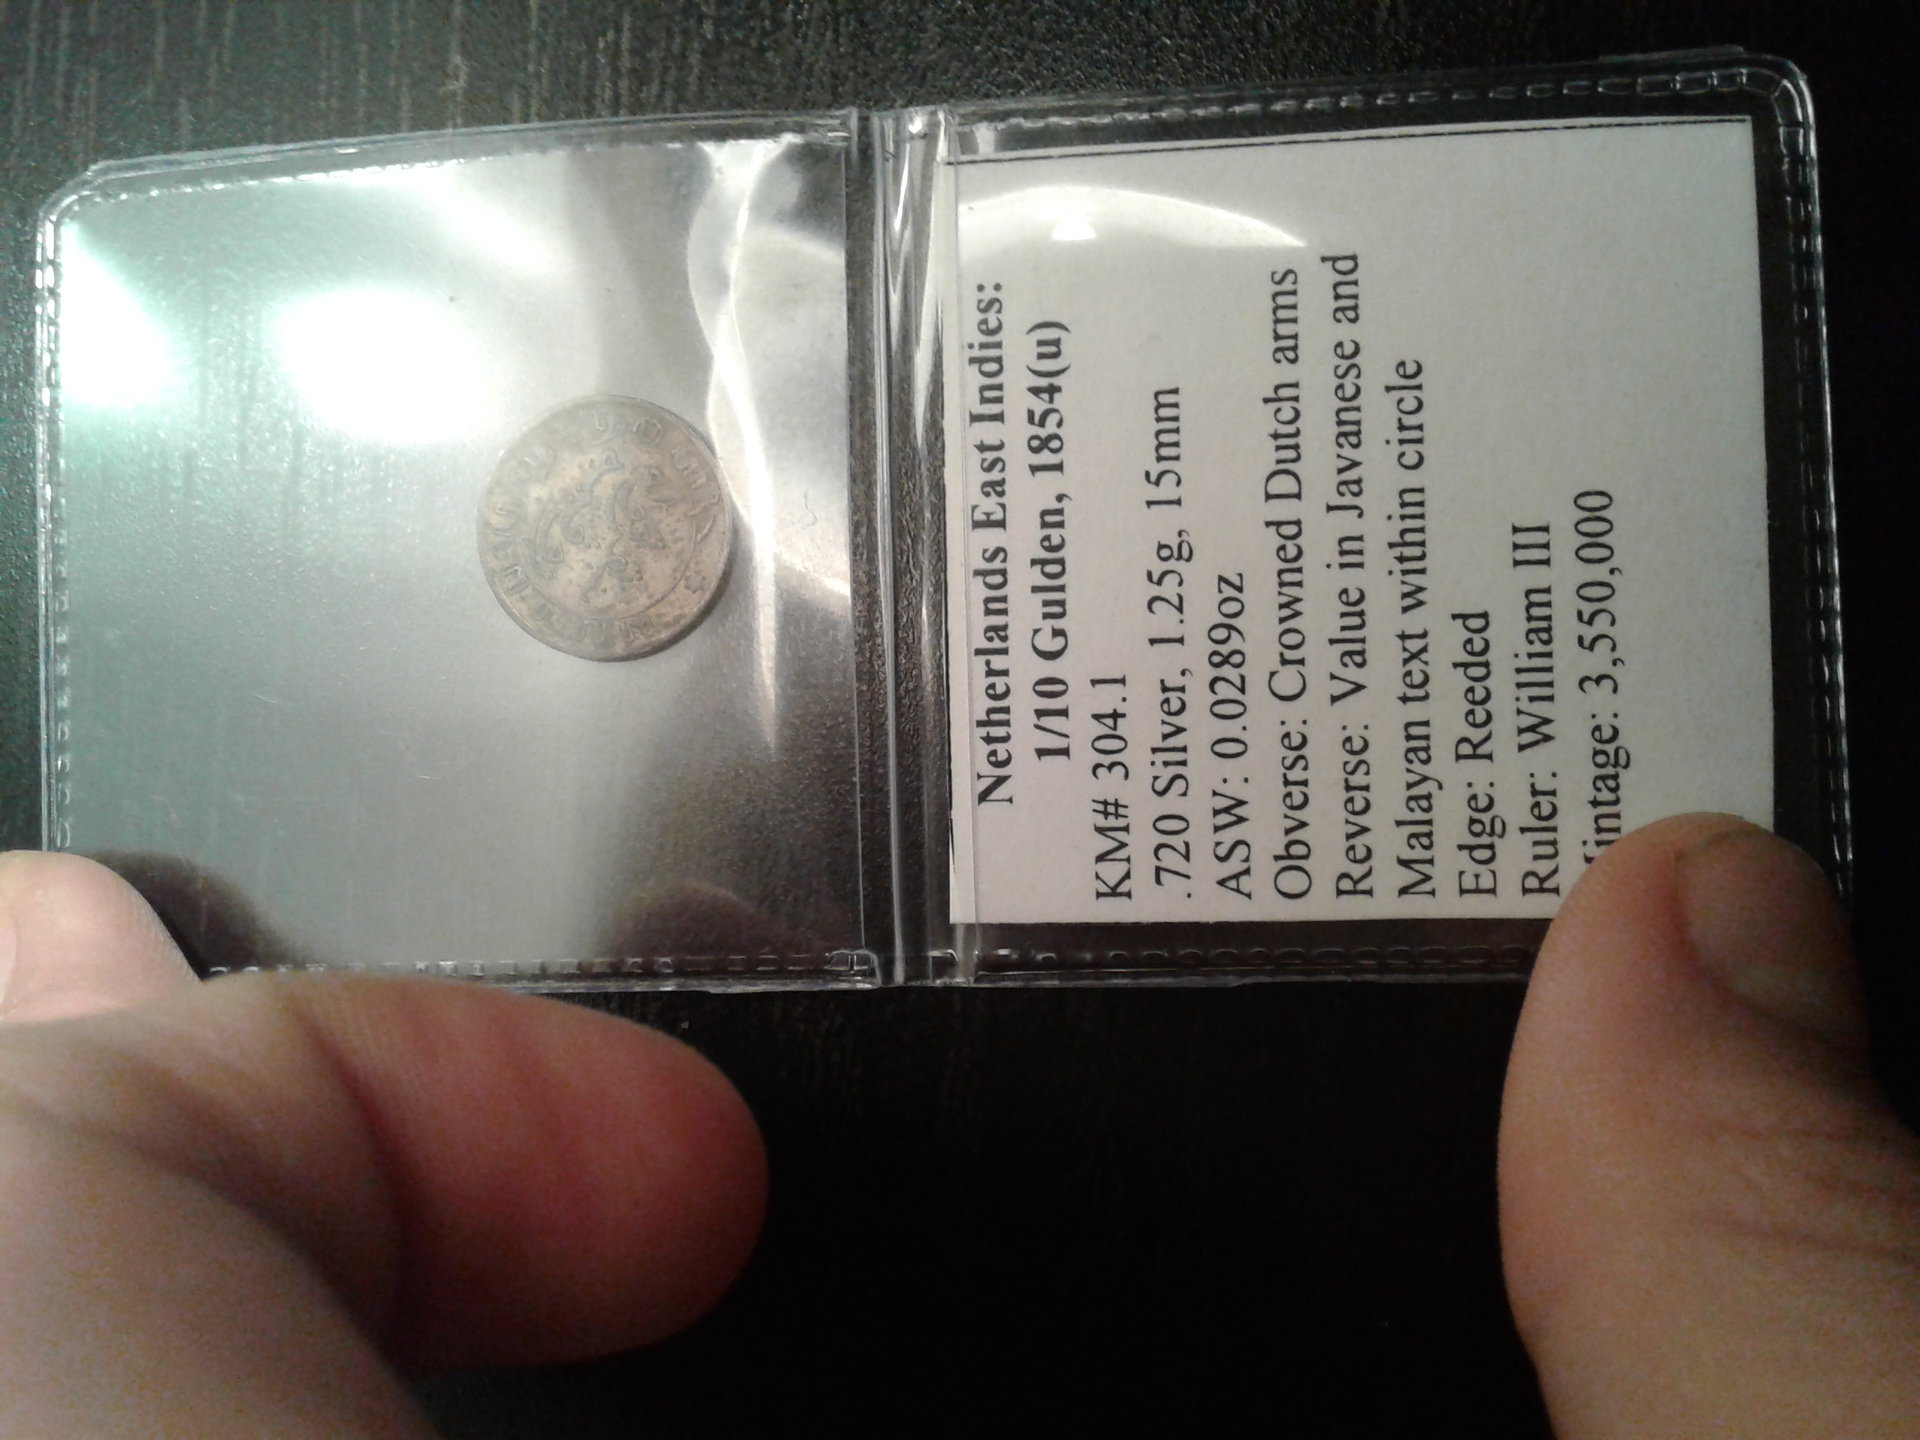 Netherlands East Indies:
1/10 Gulden, 1854(u)
KM# 304.1
.720 Silver, 1.25g, 15mm
ASW: 0.0289oz
Obverse: Crowned Dutch arms
Reverse: Value in Javanese and
Malayan text within circle
Edge: Reeded
Ruler: William III
intage: 3,550,000